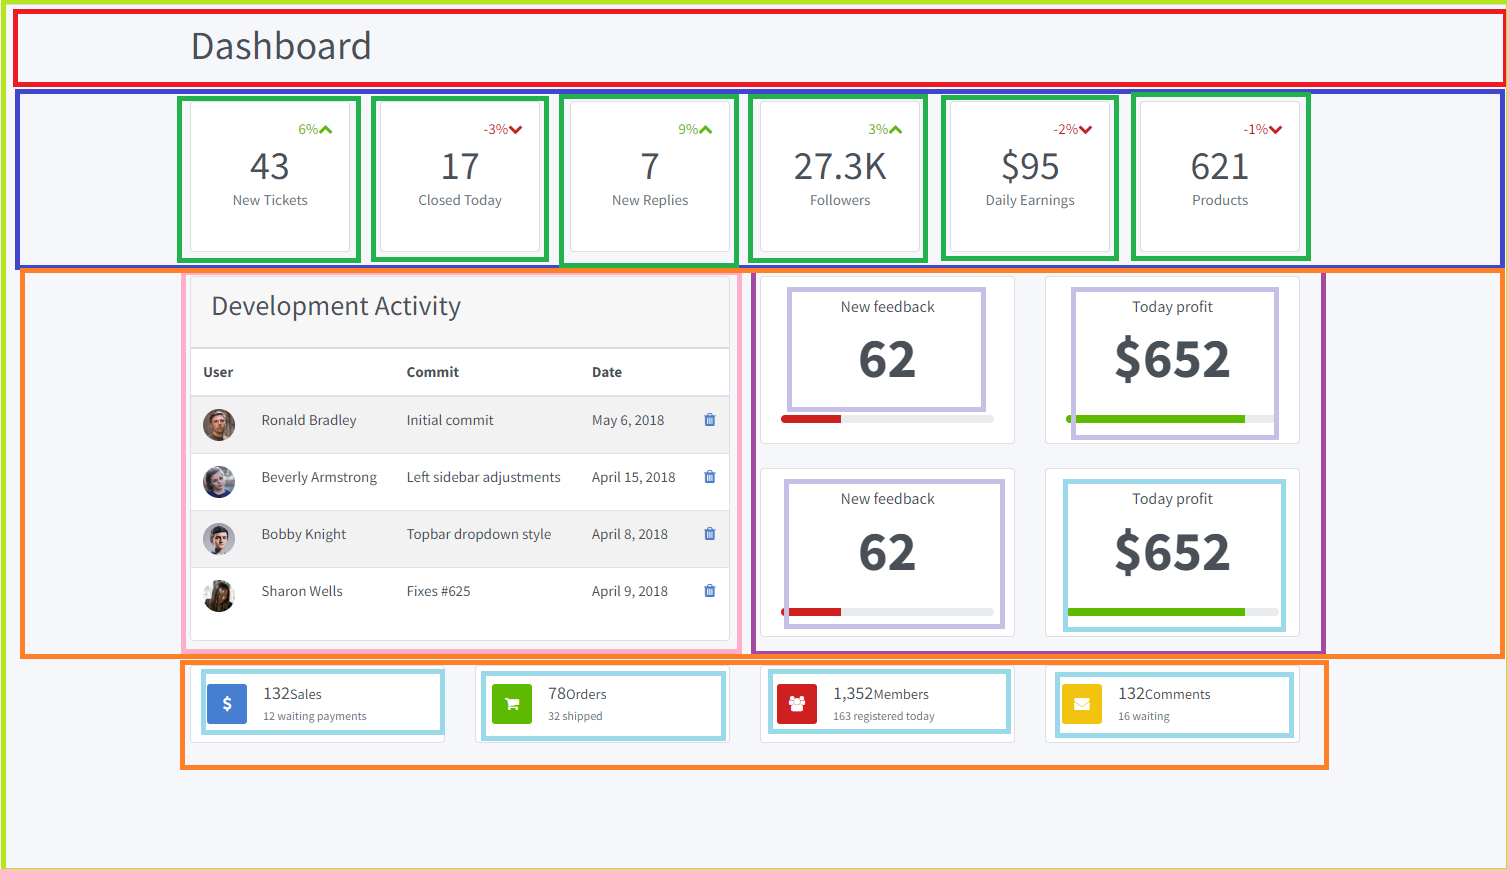 Dashboard
6% -3% 9% 3% -2% -1%
43 17 7 27.3K $95 621
New Tickets Closed Today New Replies Followers Daily Earnings Products
Development Activity
User Commit Date
Ronald Bradley Initial commit May 6, 2018
Beverly Armstrong Left sidebar adjustments April 15, 2018
Bobby Knight Topbar dropdown style April 8, 2018
Sharon Wells Fixes #625 April 9, 2018
New feedback Today profit
62 $652
New feedback Today profit
62 $652
132Sales 78Orders 1,352Members 132Comments
12 waiting payments 32 shipped 163 registered today 16 waiting